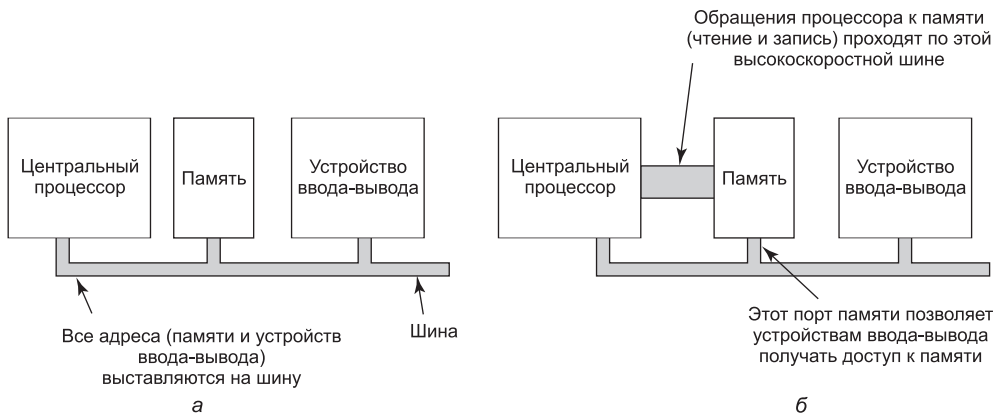 Обращения процессора к памяти
(чтение и запись) проходят по этой
высокоскоростной шине
Центральный
процессор
Память
Устройство
ввода-вывода
Все адреса (памяти и устройств
ввода-вывода)
выставляются на шину
Шина
а
Центральный
процессор
Память
Устройство
ввода-вывода
Этот порт памяти позволяет
устройствам ввода-вывода
получать доступ к памяти
б